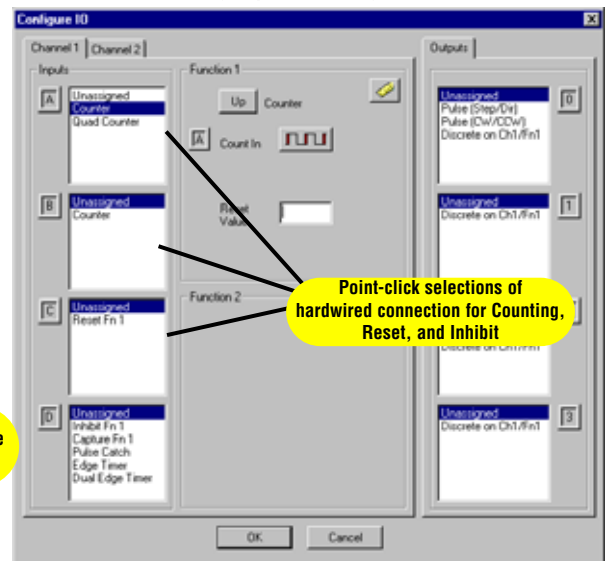 Configure IO
Channel 1 Channel 2 Outputs
Inputs
Function 1
A
Unassigned
Counter
Quad Counter
Up Counter
A Count In
Reset Value
B
Unassigned
Counter
C
Unassigned
Reset Fn 1
Function 2
D
Unassigned
Inhibit Fn 1
Capture Fn 1
Pulse Catch
Edge Timer
Dual Edge Timer
0
Unassigned
Pulse (Step/Dir)
Pulse (CW/CCW)
Discrete on Ch1/Fn1
1
Unassigned
Discrete on Ch1/Fn1
Point-click selections of
hardwired connection for Counting,
Reset, and Inhibit
Discrete on Ch1/Fn1
3
Unassigned
Discrete on Ch1/Fn1
OK Cancel